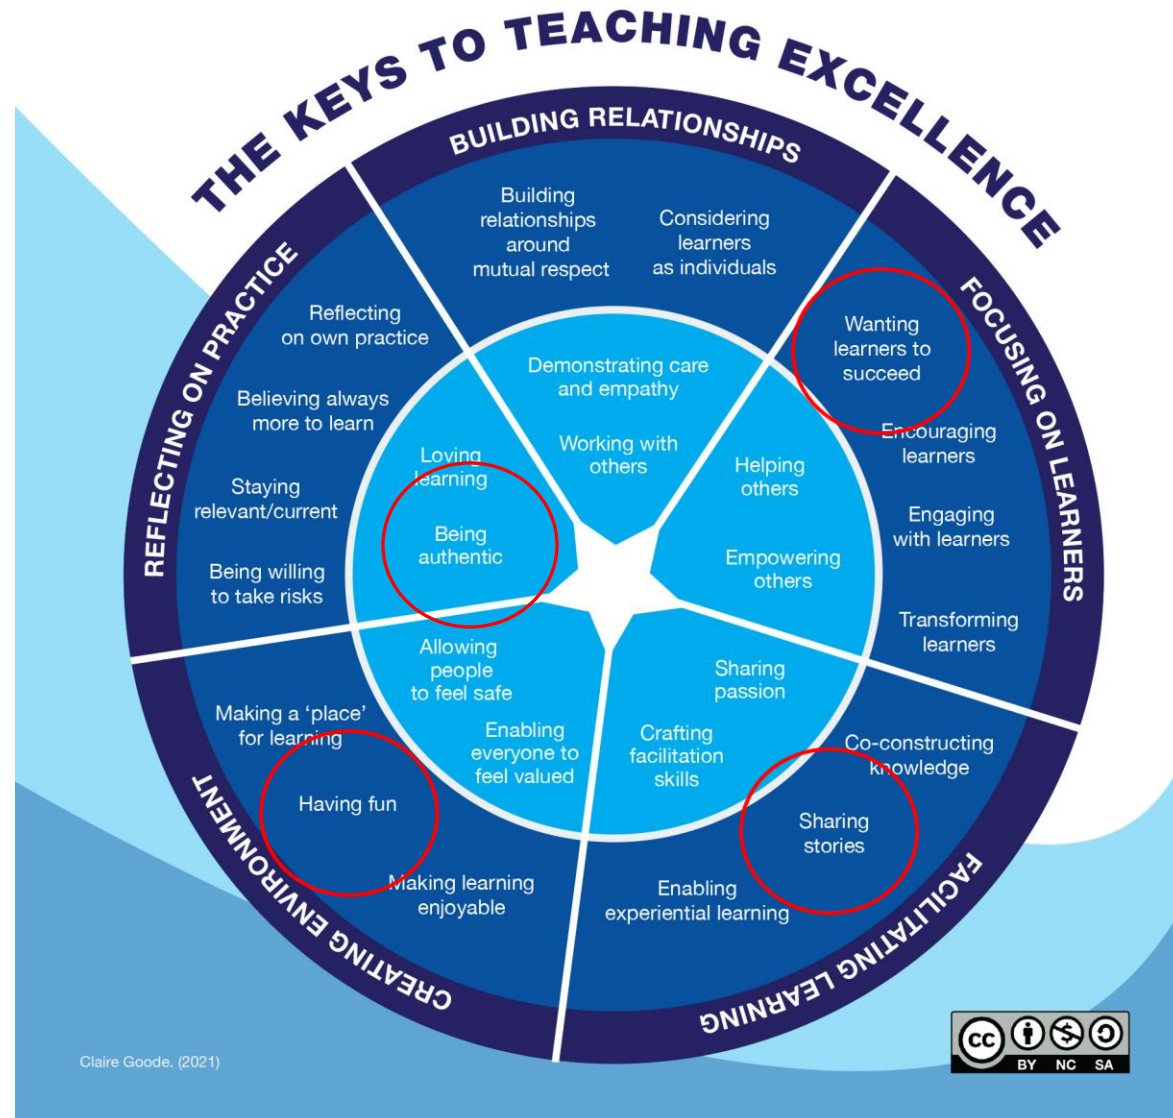 THE KEYS TO TEACHING EXCELLENCE
BUILDING RELATIONSHIPS
Building
relationships
around
mutual respect
Considering
learners
as individuals
Demonstrating care
and empathy
Working with
others
FOCUSING ON LEARNERS
Wanting
learners to
succeed
Encouraging
learners
Engaging
with learners
Transforming
learners
Helping
others
Empowering
others
FACILITATING LEARNING
Co-constructing
knowledge
Sharing
stories
Enabling
experiential learning
Sharing
passion
Crafting
facilitation
skills
CREATING ENVIRONMENT
Making a ‘place’
for learning
Having fun
Making learning
enjoyable
Allowing
people
to feel safe
Enabling
everyone to
feel valued
REFLECTING ON PRACTICE
Reflecting
on own practice
Believing always
more to learn
Staying
relevant/current
Being willing
to take risks
Loving
learning
Being
authentic
Claire Goode. (2021)
CC
BY NC SA